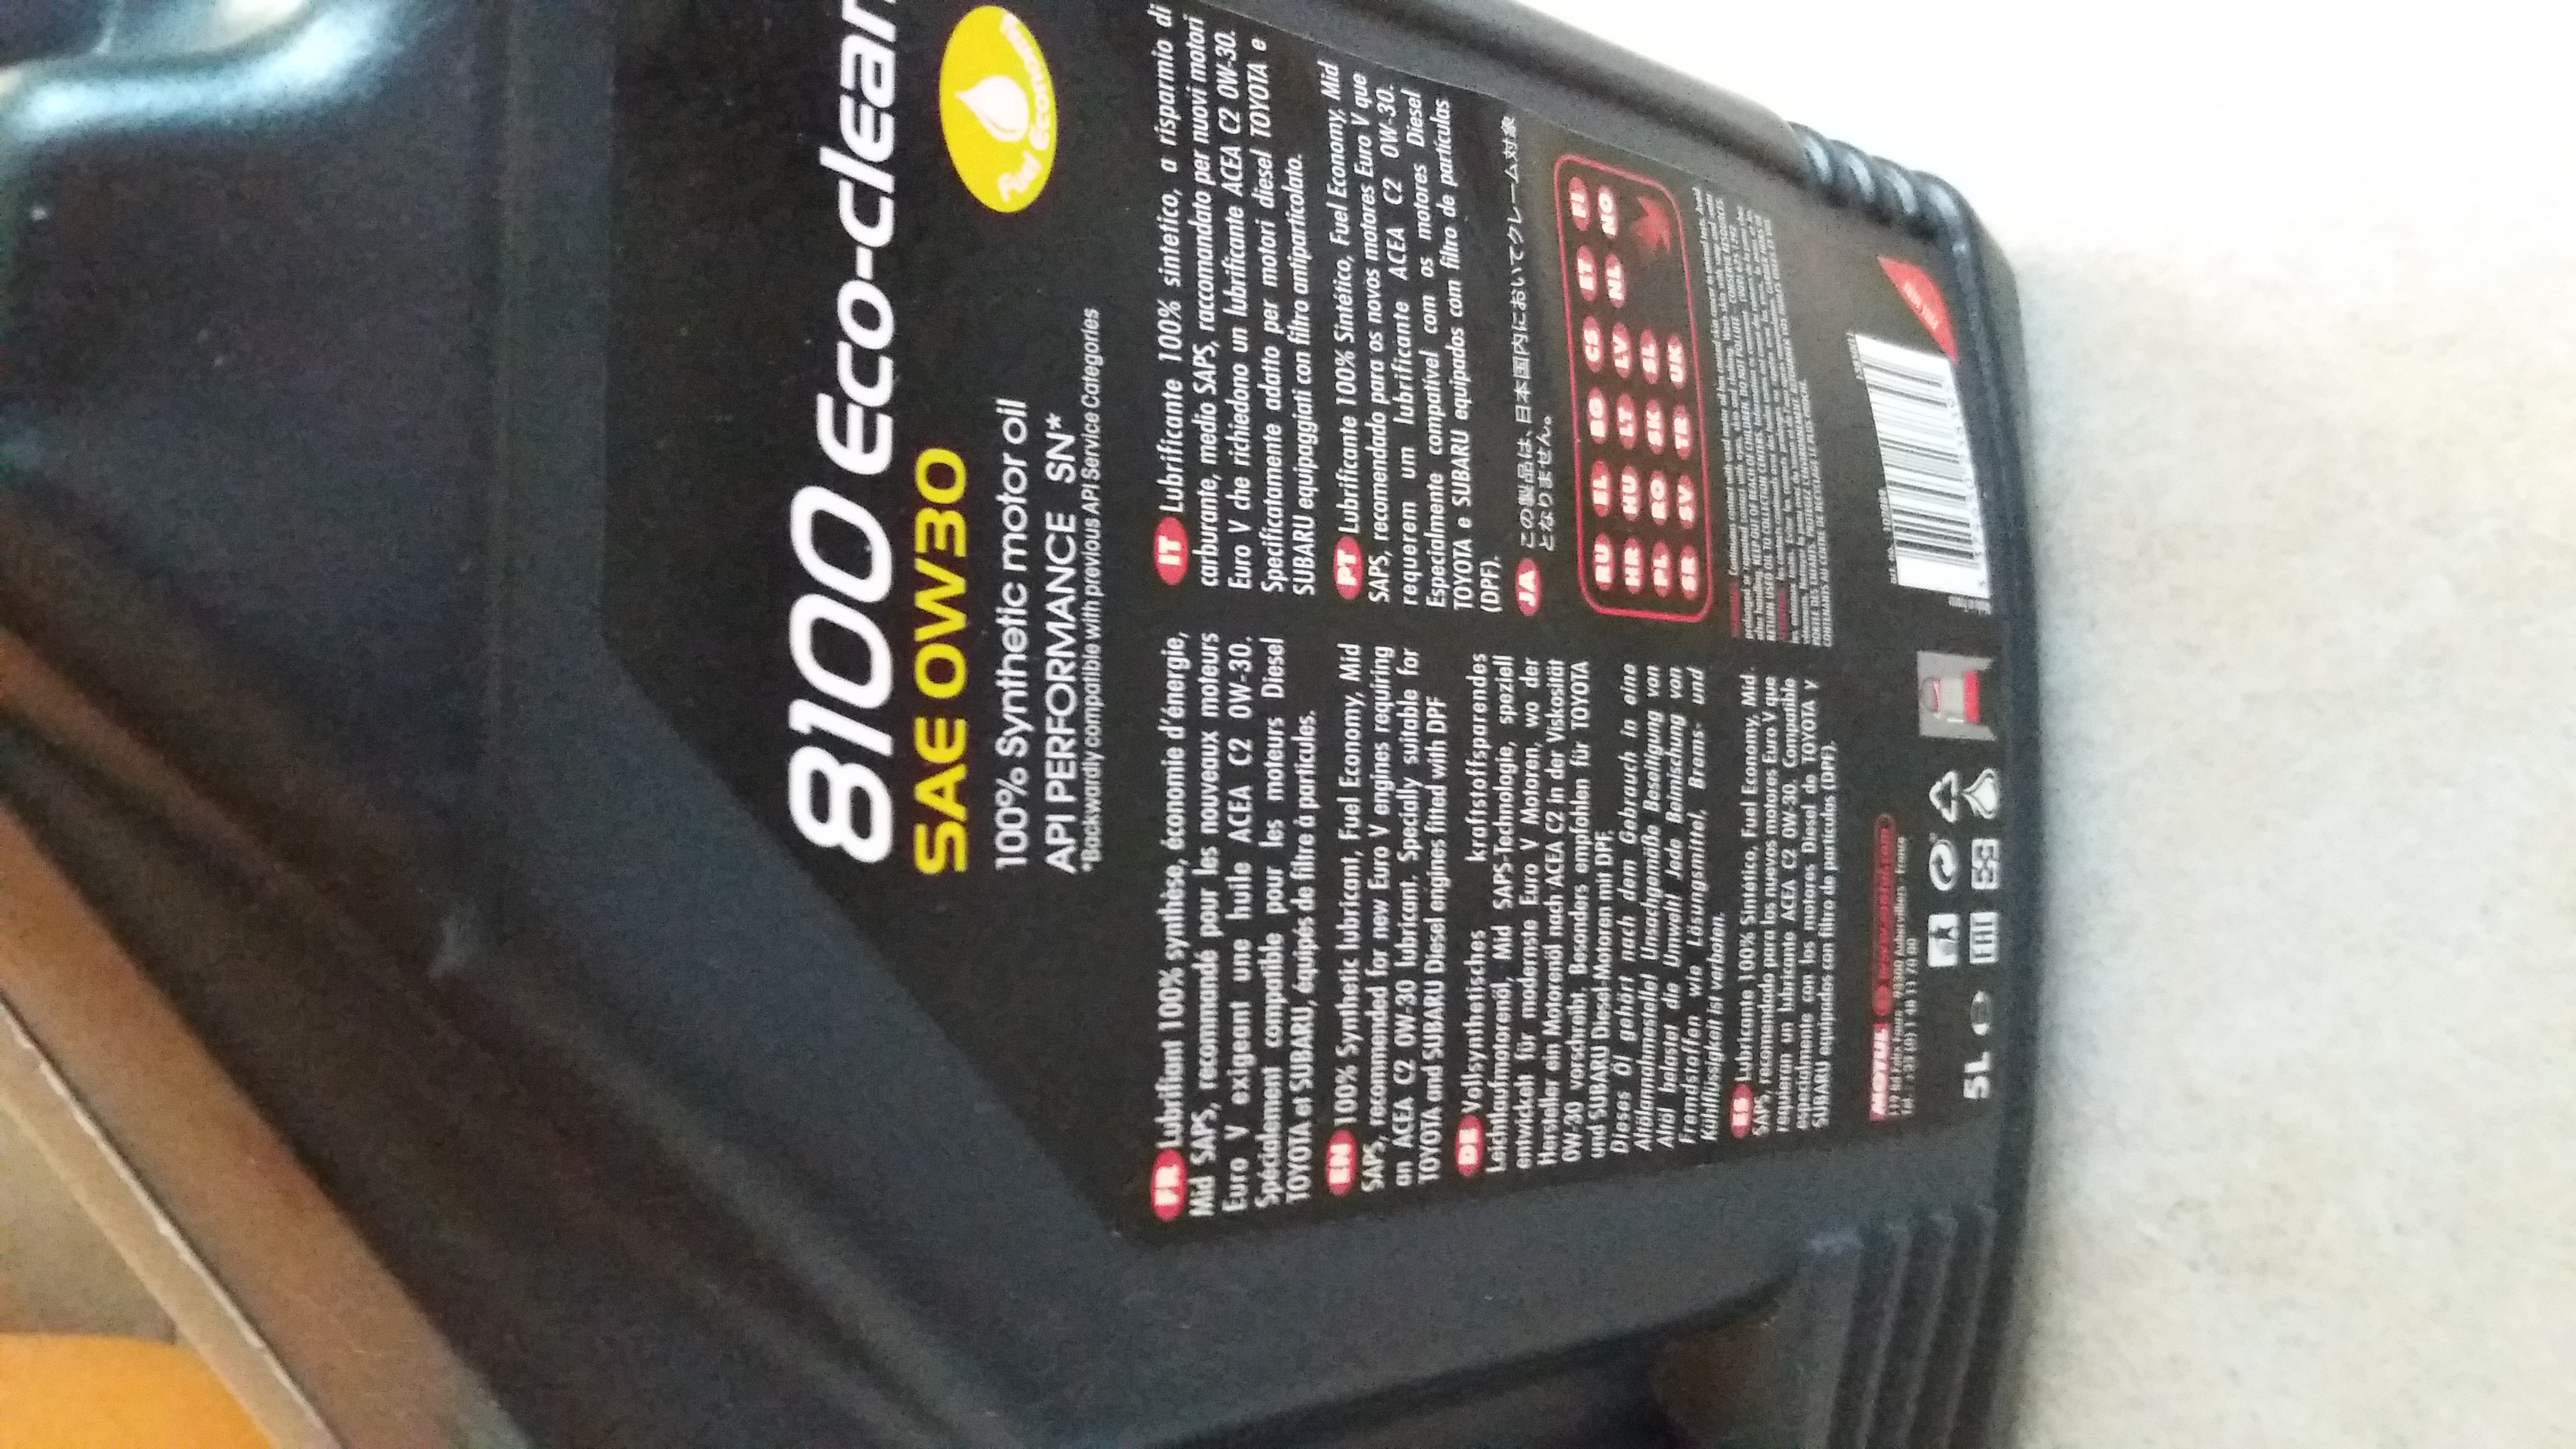 8100 Eco-clean
SAE 0W30
100% Synthetic motor oil
API PERFORMANCE SN*
*Backwardly compatible with previous API Service Categories
Fuel Economy
FR Lubrifiant 100% synthèse, économie d'énergie,
Mid SAPS, recommandé pour les nouveaux moteurs
Euro V exigeant une huile ACEA C2 0W-30.
Spécialement compatible pour les moteurs Diesel
TOYOTA et SUBARU, équipés de filtre à particules.
EN 100% Synthetic lubricant, Fuel Economy, Mid
SAPS, recommended for new Euro V engines requiring
an ACEA C2 0W-30 lubricant. Specially suitable for
TOYOTA and SUBARU Diesel engines fitted with DPF
DE Vollsynthetisches kraftstoffsparendes
Leichtlaufmotorenöl, Mid SAPS-Technologie, speziell
entwickelt für modernste Euro V Motoren, wo der
Hersteller ein Motorenöl nach ACEA C2 in der Viskosität
0W-30 vorschreibt. Besonders empfohlen für TOYOTA
und SUBARU Diesel-Motoren mit DPF.
Dieses Öl gehört nach dem Gebrauch in eine
Altölannahmestelle! Unsachgemäße Beseitigung von
Altöl belastet die Umwelt! Jede Beimischung von
Fremdstoffen wie Lösungsmittel, Brems- und
Kühlflüssigkeit ist verboten.
ES Lubricante 100% Sintético, Fuel Economy, Mid.
SAPS, recomendado para los nuevos motores Euro V que
requieran un lubricante ACEA C2 0W-30. Compatible
especialmente con los motores Diesel de TOYOTA y
SUBARU equipados con filtro de partículas (DPF).
MOTUL
5L
IT Lubrificante 100% sintetico, a risparmio di
carburante, medio SAPS, raccomandato per nuovi motori
Euro V che richiedono un lubrificante ACEA C2 0W-30.
Specificatamente adatto per motori diesel TOYOTA e
SUBARU equipaggiati con filtro antiparticolato.
PT Lubrificante 100% Sintético, Fuel Economy, Mid
SAPS, recomendado para os novos motores Euro V que
requerem um lubrificante ACEA C2 0W-30.
Especialmente compatível com os motores Diesel
TOYOTA e SUBARU equipados com filtro de partículas
(DPF).
JA この製品は、日本国内においてクレーム対象
となりません。
RU EL BG CS ET FI
HR HU LT LV NL NO
PL RO SK SL
SR SV TR UK